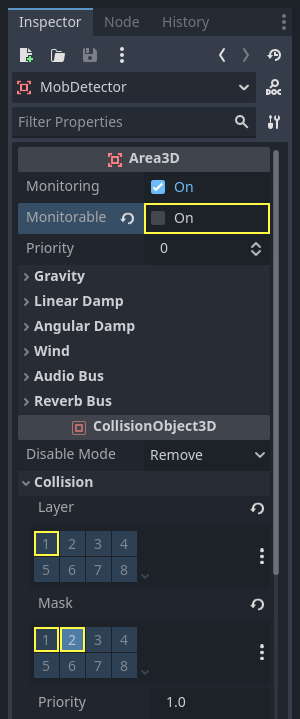 Inspector Node History
MobDetector
DOC
Filter Properties
Area3D
Monitoring On
Monitorable On
Priority 0
Gravity
Linear Damp
Angular Damp
Wind
Audio Bus
Reverb Bus
CollisionObject3D
Disable Mode Remove
Collision
Layer
1 2 3 4
5 6 7 8
Mask
1 2 3 4
5 6 7 8
Priority 1.0